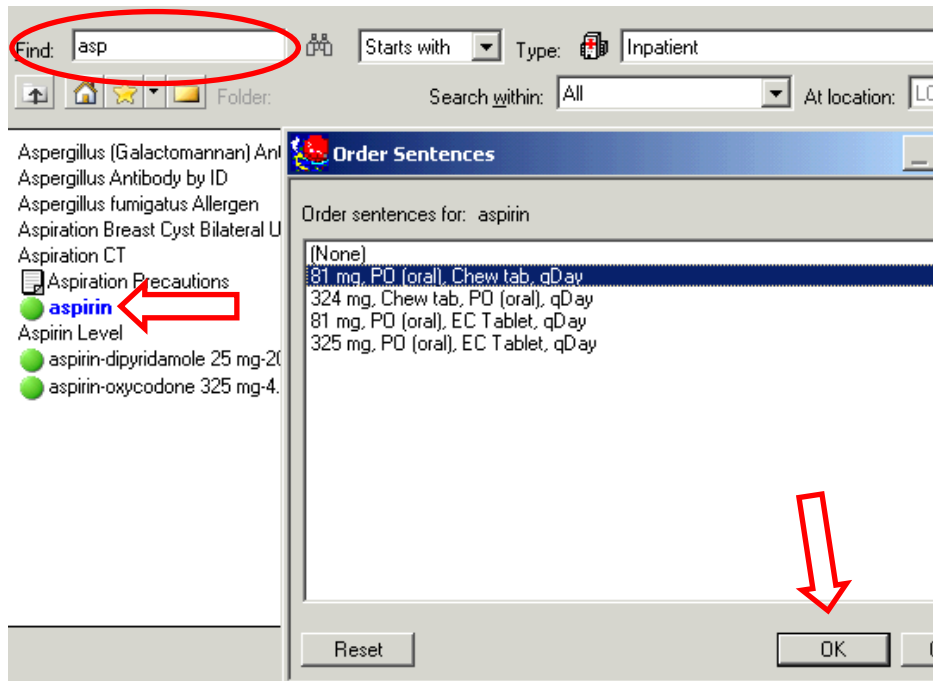 Find: asp Starts with Type: Inpatient
Folder: Search within: All At location:
Aspergillus (Galactomannan)
Aspergillus Antibody by ID
Aspergillus fumigatus Allergen
Aspiration Breast Cyst Bilateral
Aspiration CT
Aspiration Precautions
aspirin
Aspirin Level
aspirin-dipyridamole 25 mg-20
aspirin-oxycodone 325 mg-4.
Order Sentences
Order sentences for: aspirin
(None)
81 mg, PO (oral), Chew tab, qDay
324 mg, Chew tab, PO (oral), qDay
81 mg, PO (oral), EC Tablet, qDay
325 mg, PO (oral), EC Tablet, qDay
Reset OK